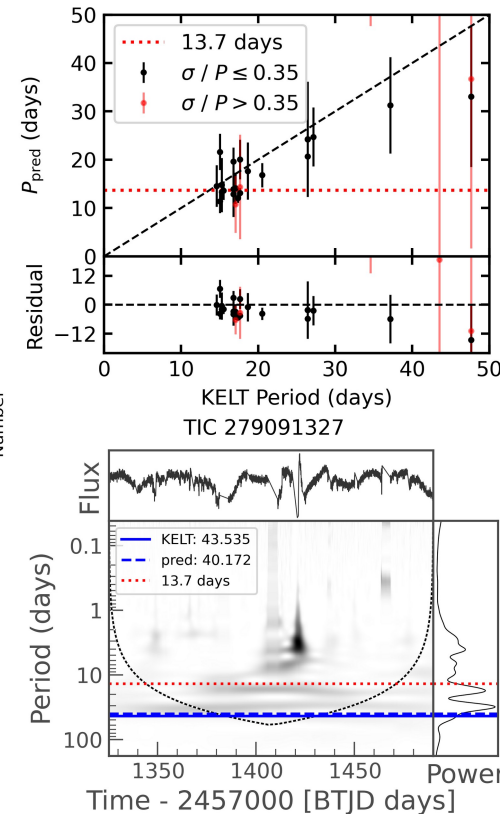 50
40
30
20
10
0
P_pred (days)
13.7 days
σ / P ≤ 0.35
σ / P > 0.35
12
0
−12
Residual
0 10 20 30 40 50
KELT Period (days)
Number
TIC 279091327
Flux
KELT: 43.535
pred: 40.172
13.7 days
0.1
1
10
100
Period (days)
1350 1400 1450
Power
Time - 2457000 [BTJD days]